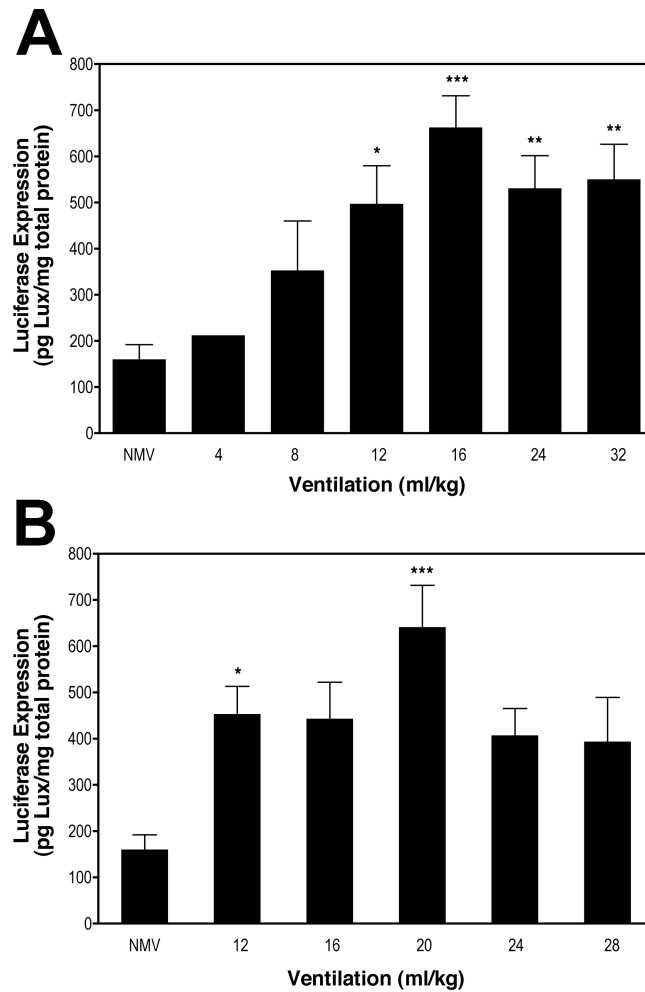 A
800
700
600
500
400
300
200
100
0
***
*
**
**
Luciferase Expression
(pg Lux/mg total protein)
NMV 4 8 12 16 24 32
Ventilation (ml/kg)
B
800
700
600
500
400
300
200
100
0
***
*
Luciferase Expression
(pg Lux/mg total protein)
NMV 12 16 20 24 28
Ventilation (ml/kg)